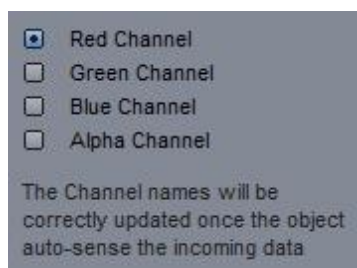 Red Channel
Green Channel
Blue Channel
Alpha Channel
The Channel names will be
correctly updated once the object
auto-sense the incoming data